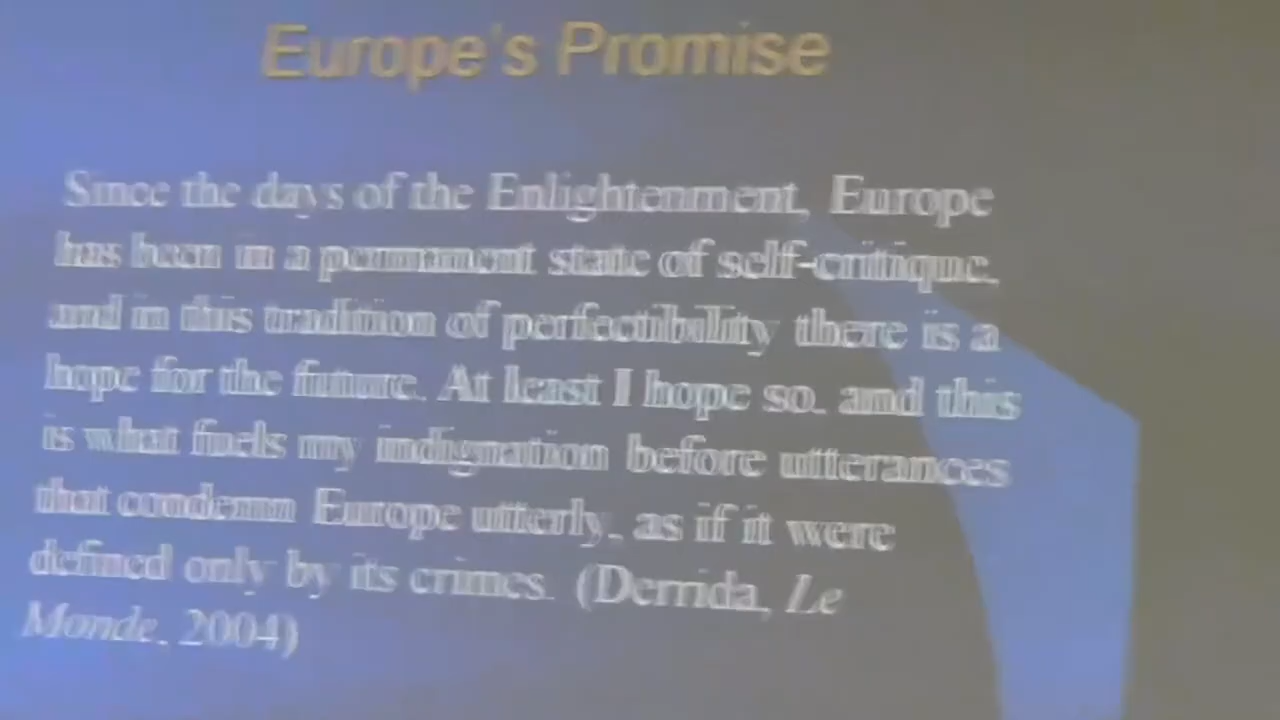 Europe's Promise
Since the days of the Enlightenment, Europe
has been in a permanent state of self-critique,
and in this tradition of perfectibility there is a
hope for the future. At least I hope so. and this
is what fuels my indignation before utterances
that condemn Europe utterly, as if it were
defined only by its crimes. (Derrida, Le
Monde, 2004)